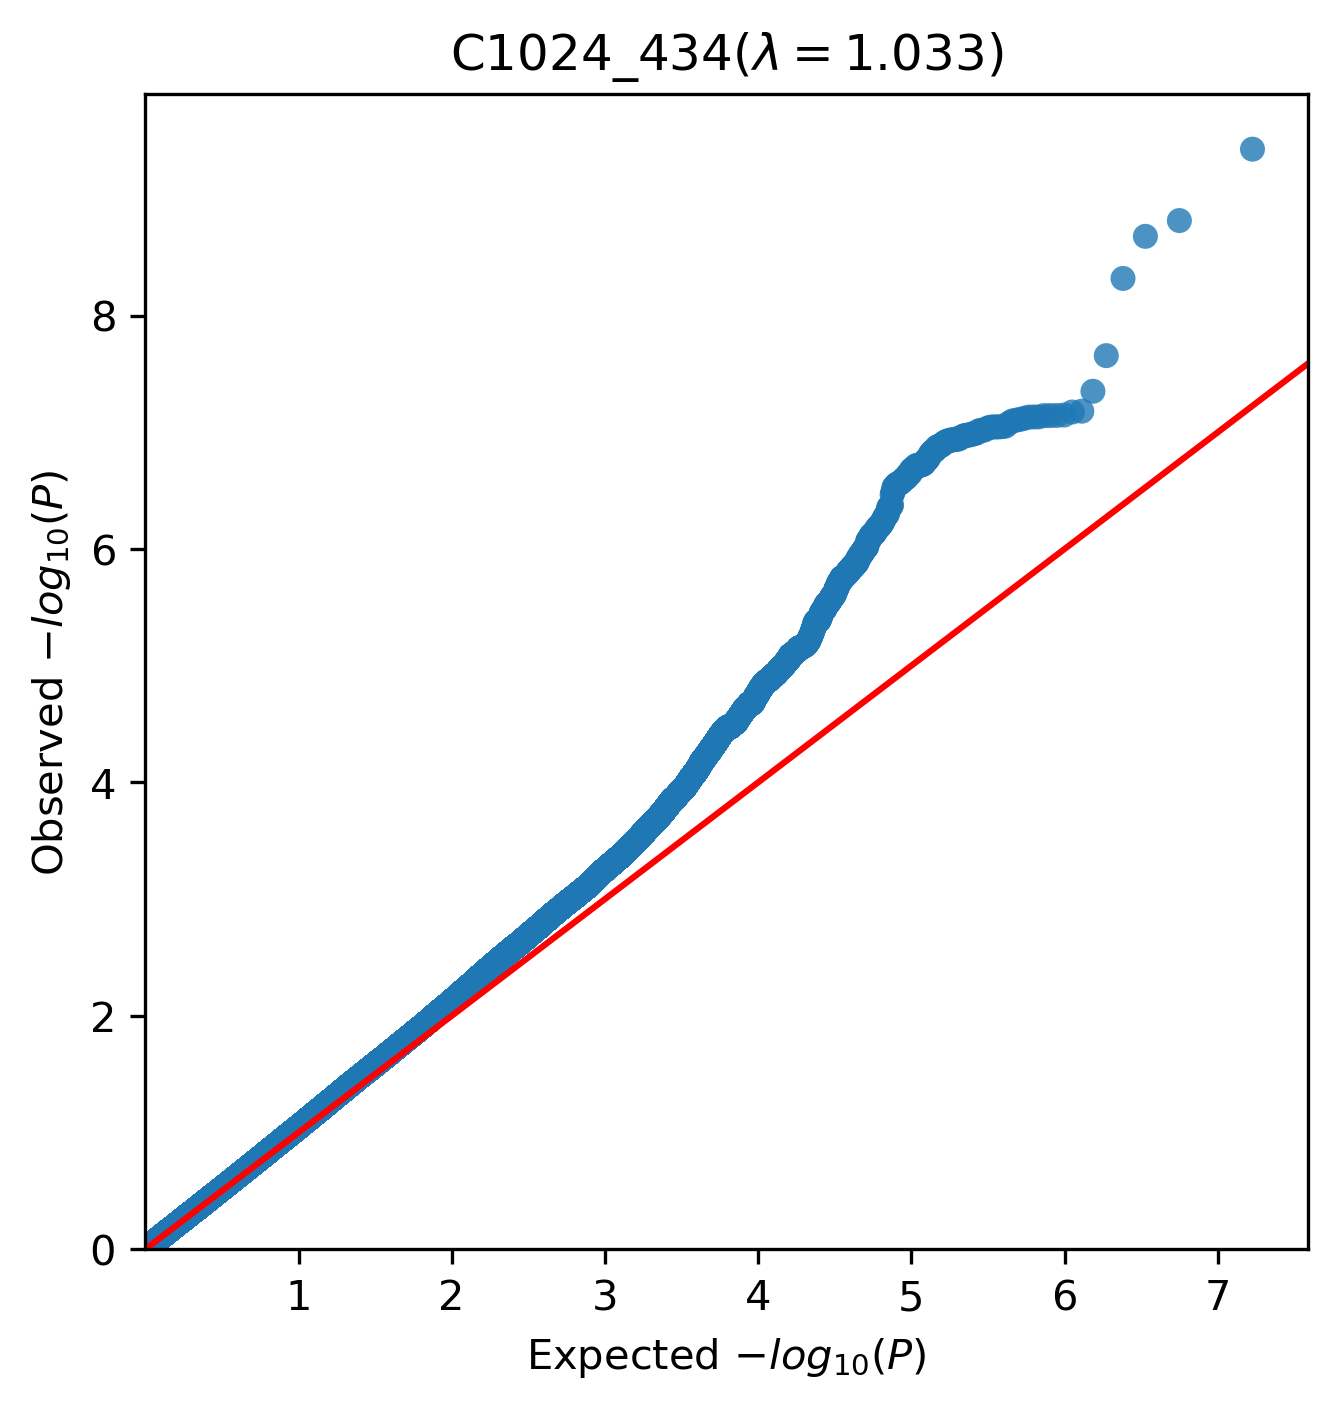 C1024_434(λ = 1.033)
Observed −log₁₀(P)
8
6
4
2
0
1 2 3 4 5 6 7
Expected −log₁₀(P)